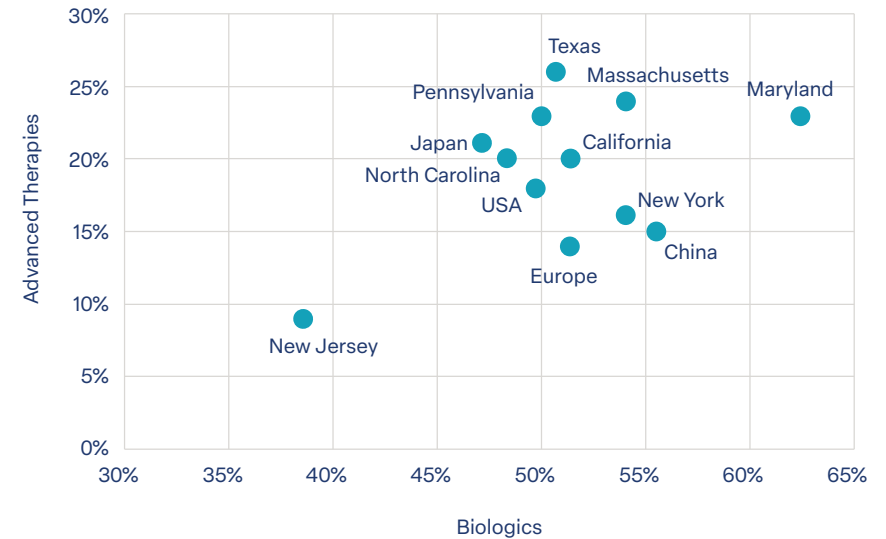 30%
Texas
Massachusetts
25%
Pennsylvania
Maryland
Japan
California
20%
North Carolina
USA
New York
15%
China
Europe
10%
New Jersey
5%
0%
Advanced Therapies
30%
35%
40%
45%
50%
55%
60%
65%
Biologics